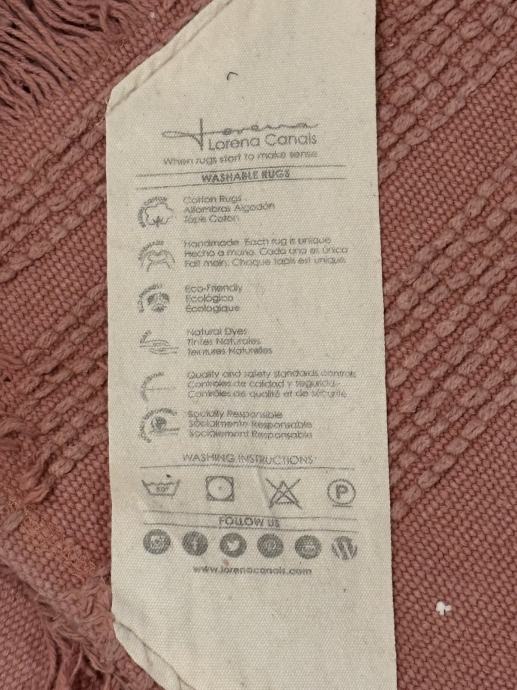 Lorena
Lorena Canals
When rugs start to make sense
WASHABLE RUGS
Cotton Rugs
Alfombras Algodón
Tapis Coton
Handmade. Each rug is unique
Hecho a mano. Cada una es única
Fait main. Chaque tapis est unique
Eco-Friendly
Ecológico
Écologique
Natural Dyes
Tintes Naturales
Teintures Naturelles
Quality and safety standards controls
Controles de calidad y seguridad
Contrôles de qualité et de sécurité
Socially Responsible
Socialmente Responsable
Socialement Responsable
WASHING INSTRUCTIONS
30° P
FOLLOW US
www.lorenacanals.com